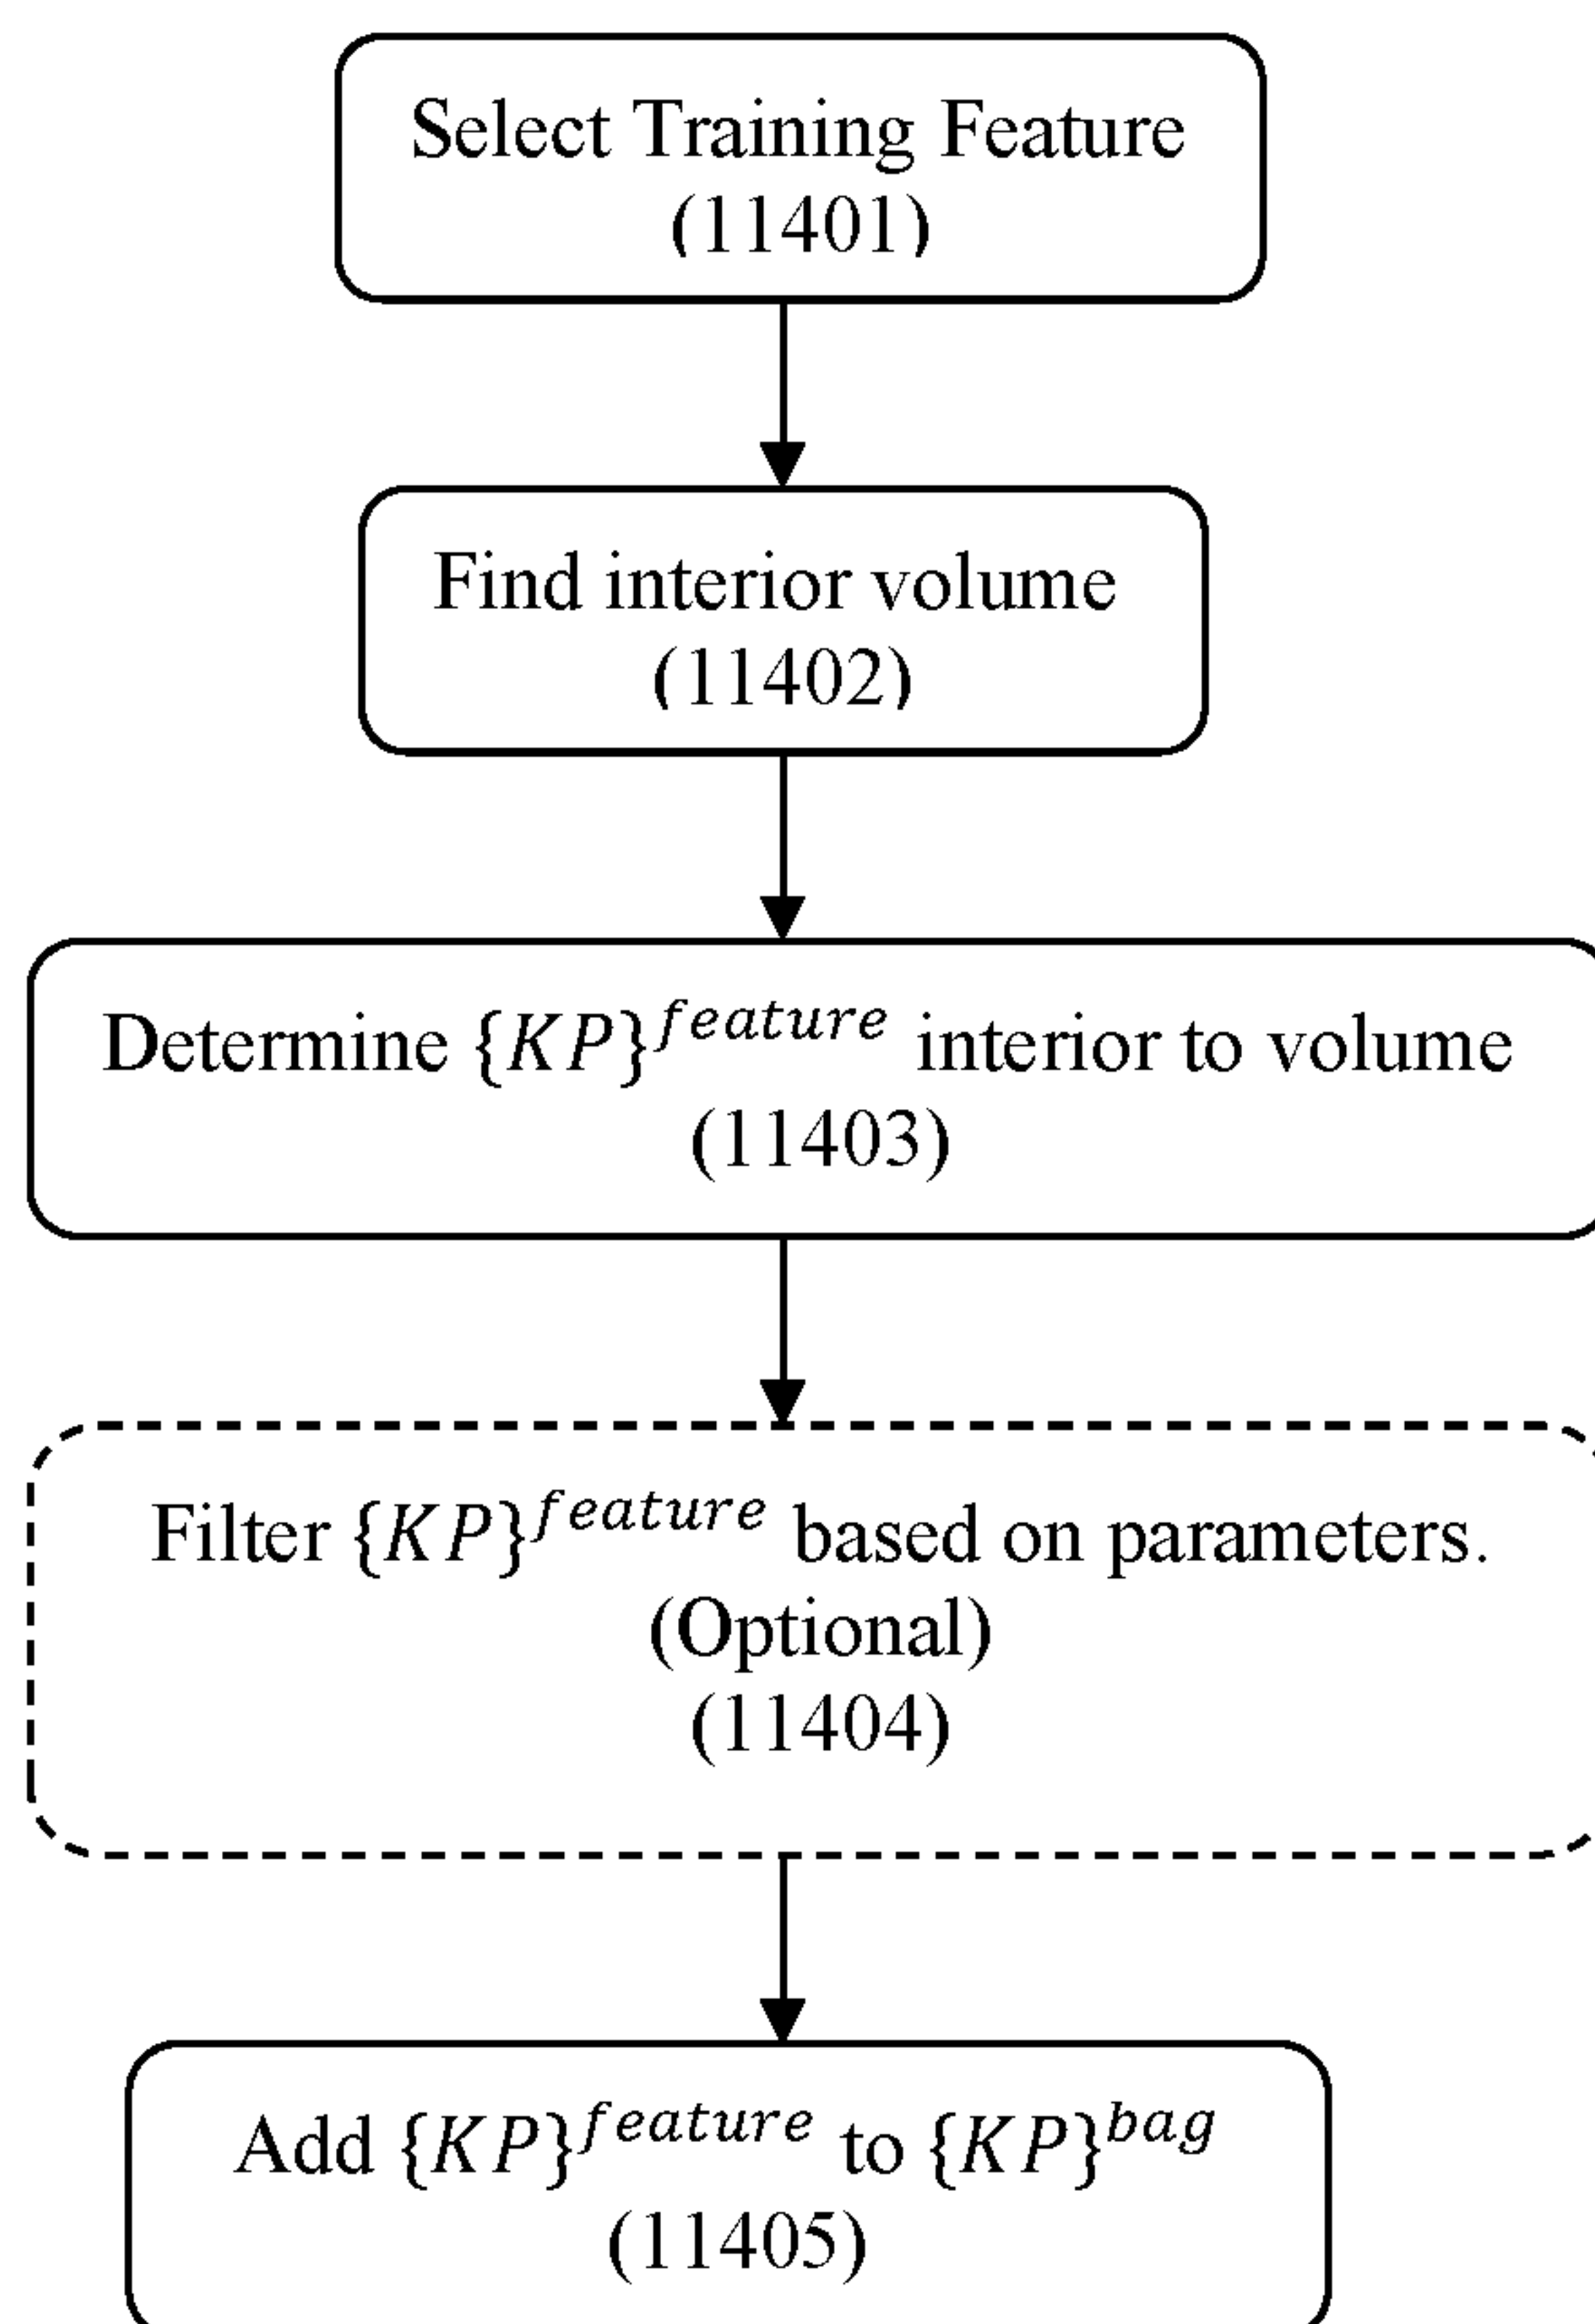 Select Training Feature
(11401)
Find interior volume
(11402)
Determine {KP}^feature interior to volume
(11403)
Filter {KP}^feature based on parameters.
(Optional)
(11404)
Add {KP}^feature to {KP}^bag
(11405)